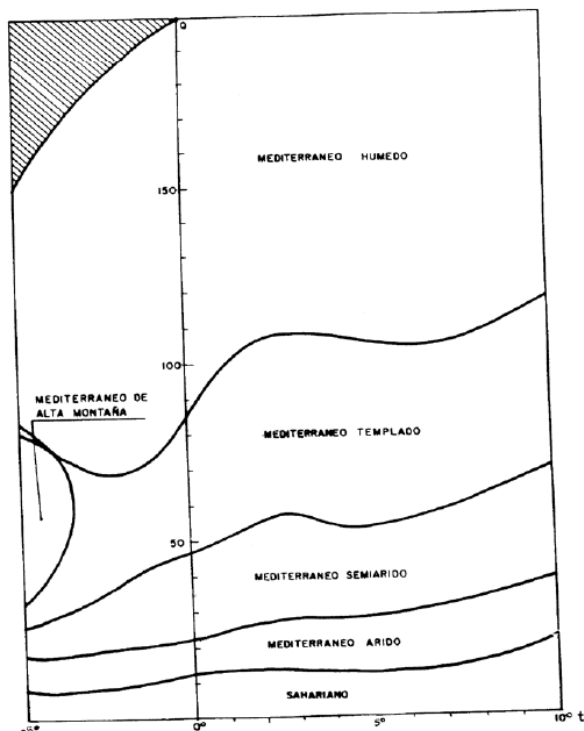 Q
MEDITERRANEO HUMEDO
150
100
MEDITERRANEO DE
ALTA MONTAÑA
MEDITERRANEO TEMPLADO
50
MEDITERRANEO SEMIARIDO
MEDITERRANEO ARIDO
SAHARIANO
0° 5° 10° t